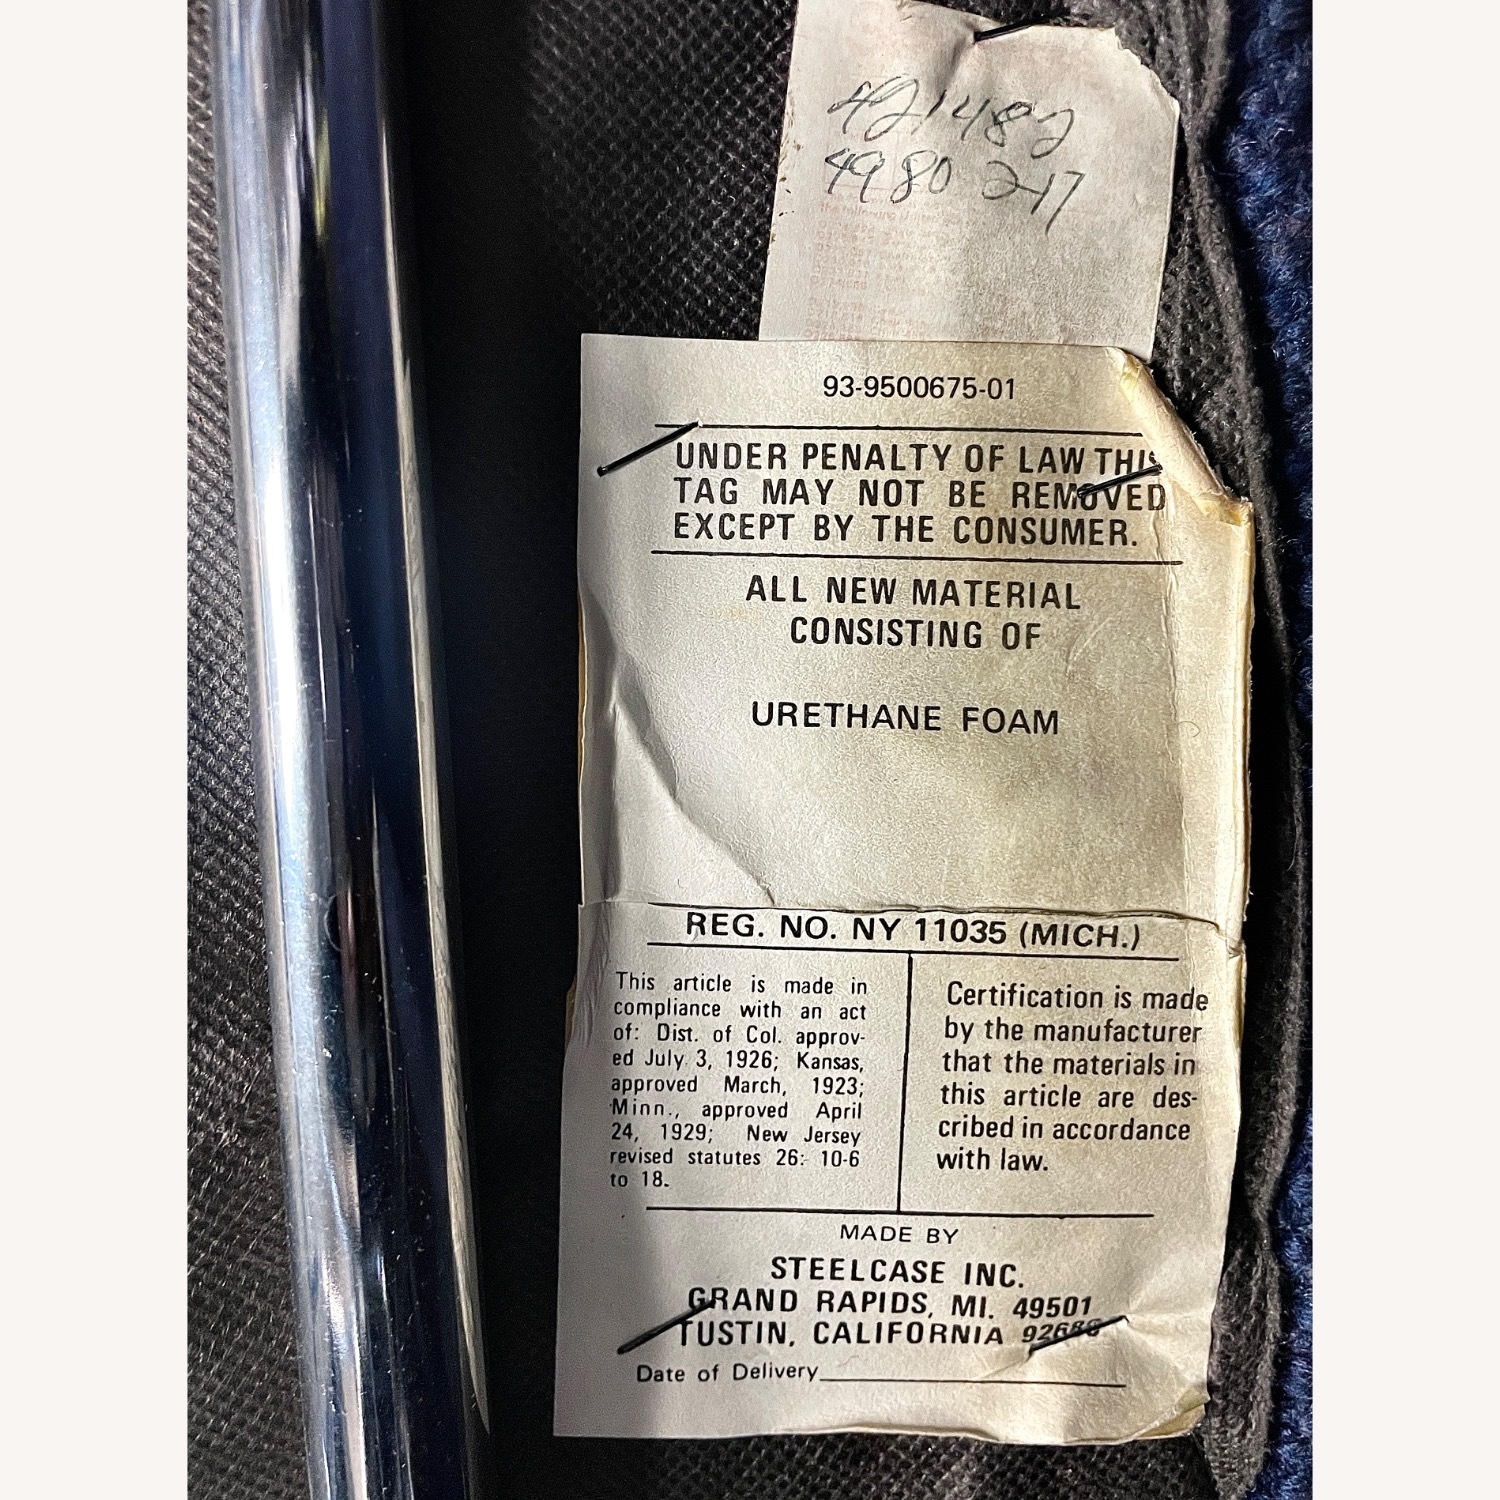 421482
4980 217
93-9500675-01
UNDER PENALTY OF LAW THIS
TAG MAY NOT BE REMOVED
EXCEPT BY THE CONSUMER.
ALL NEW MATERIAL
CONSISTING OF
URETHANE FOAM
REG. NO. NY 11035 (MICH.)
This article is made in
compliance with an act
of: Dist. of Col. approv-
ed July 3, 1926; Kansas,
approved March, 1923;
Minn., approved April
24, 1929; New Jersey
revised statutes 26: 10-6
to 18.
Certification is made
by the manufacturer
that the materials in
this article are des-
cribed in accordance
with law.
MADE BY
STEELCASE INC.
GRAND RAPIDS, MI. 49501
TUSTIN, CALIFORNIA
Date of Delivery